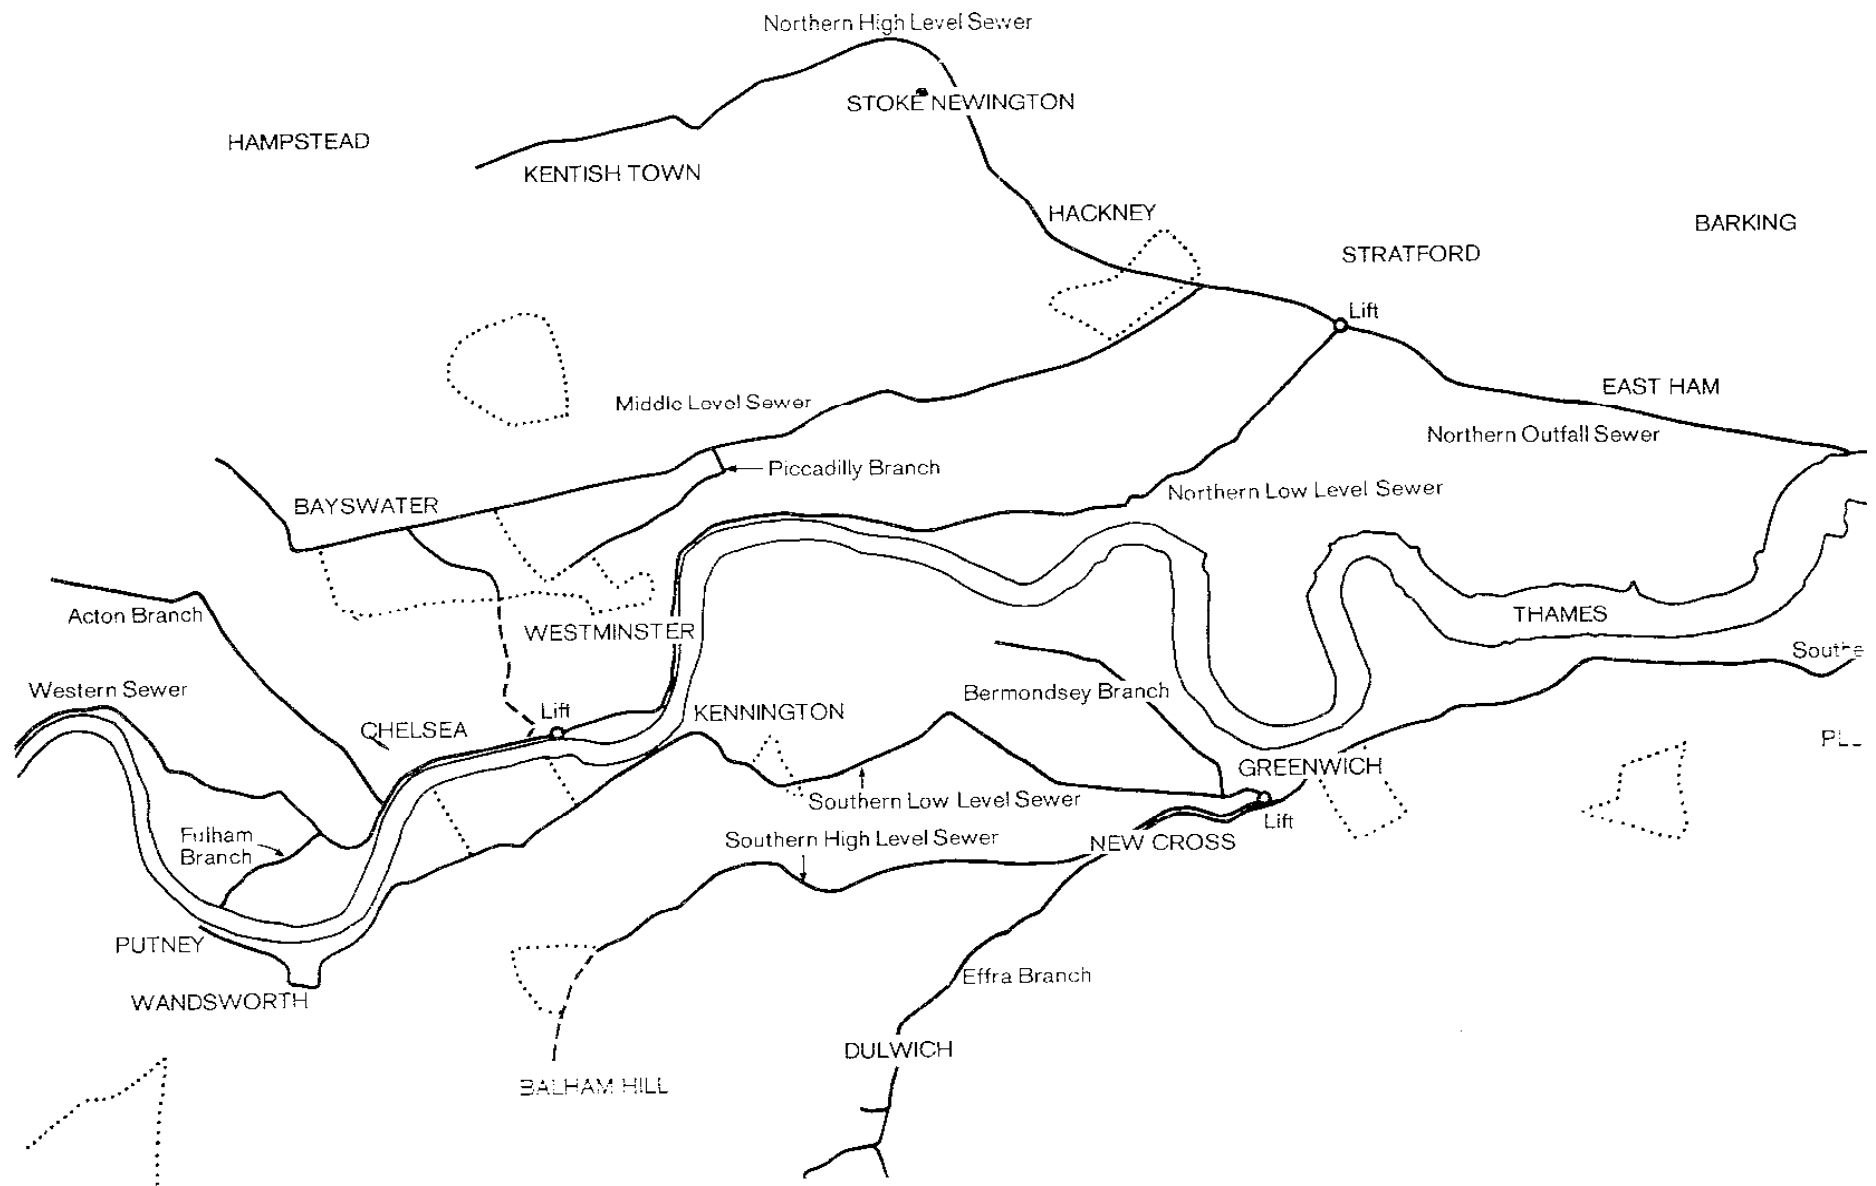 Northern High Level Sewer
STOKE NEWINGTON
HAMPSTEAD
KENTISH TOWN
HACKNEY
BARKING
STRATFORD
Lift
EAST HAM
Middle Level Sewer
Northern Outfall Sewer
Piccadilly Branch
Northern Low Level Sewer
BAYSWATER
Acton Branch
THAMES
WESTMINSTER
Southe
Western Sewer
Bermondsey Branch
Lift
KENNINGTON
CHELSEA
GREENWICH
Southern Low Level Sewer
Lift
Fulham
Branch
Southern High Level Sewer
NEW CROSS
PUTNEY
Effra Branch
WANDSWORTH
DULWICH
BALHAM HILL